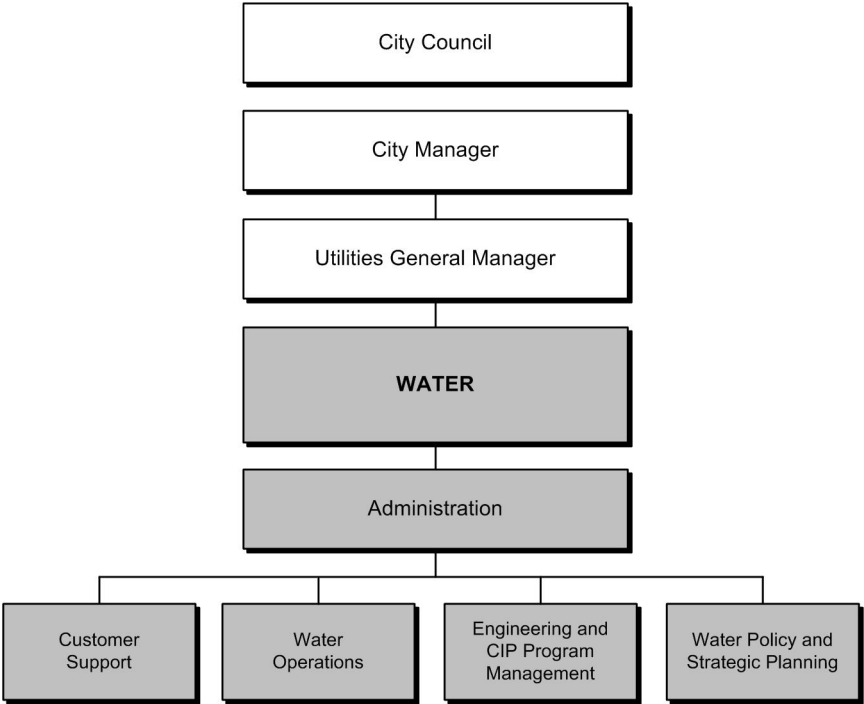 City Council
City Manager
Utilities General Manager
WATER
Administration
Customer
Support
Water
Operations
Engineering and
CIP Program
Management
Water Policy and
Strategic Planning